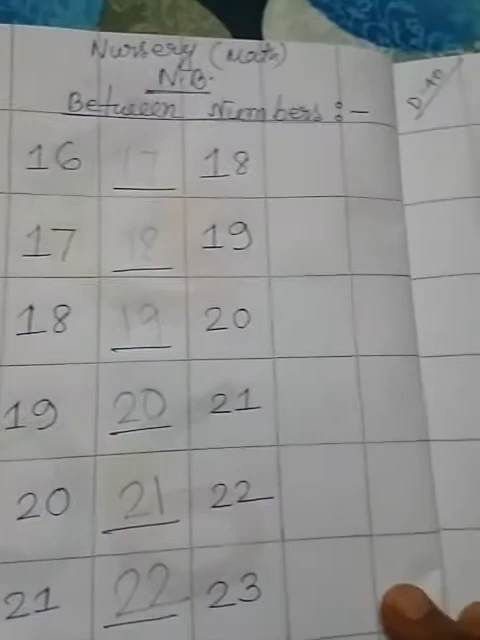 Nursery (Math)
N.B.
Between Numbers :-
16 17 18
17 18 19
18 19 20
19 20 21
20 21 22
21 22 23